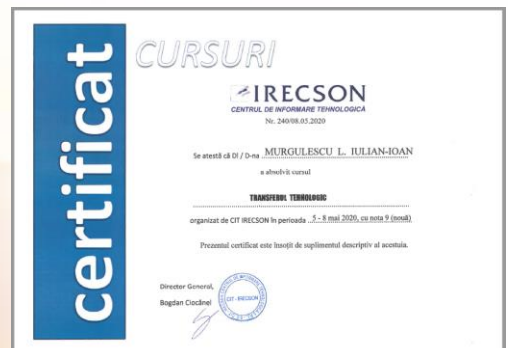 certificat
CURSURI
IRECSON
CENTRUL DE INFORMARE TEHNOLOGICĂ
Nr. 240/08.05.2020
Se atestă că Dl / D-na MURGULESCU L. IULIAN-IOAN
a absolvit cursul
TRANSFERUL TEHNOLOGIC
organizat de CIT IRECSON în perioada 5 - 8 mai 2020, cu nota 9 (nouă)
Prezentul certificat este însoțit de suplimentul descriptiv al acestuia.
Director General,
Bogdan Ciocănel
CIT - IRECSON